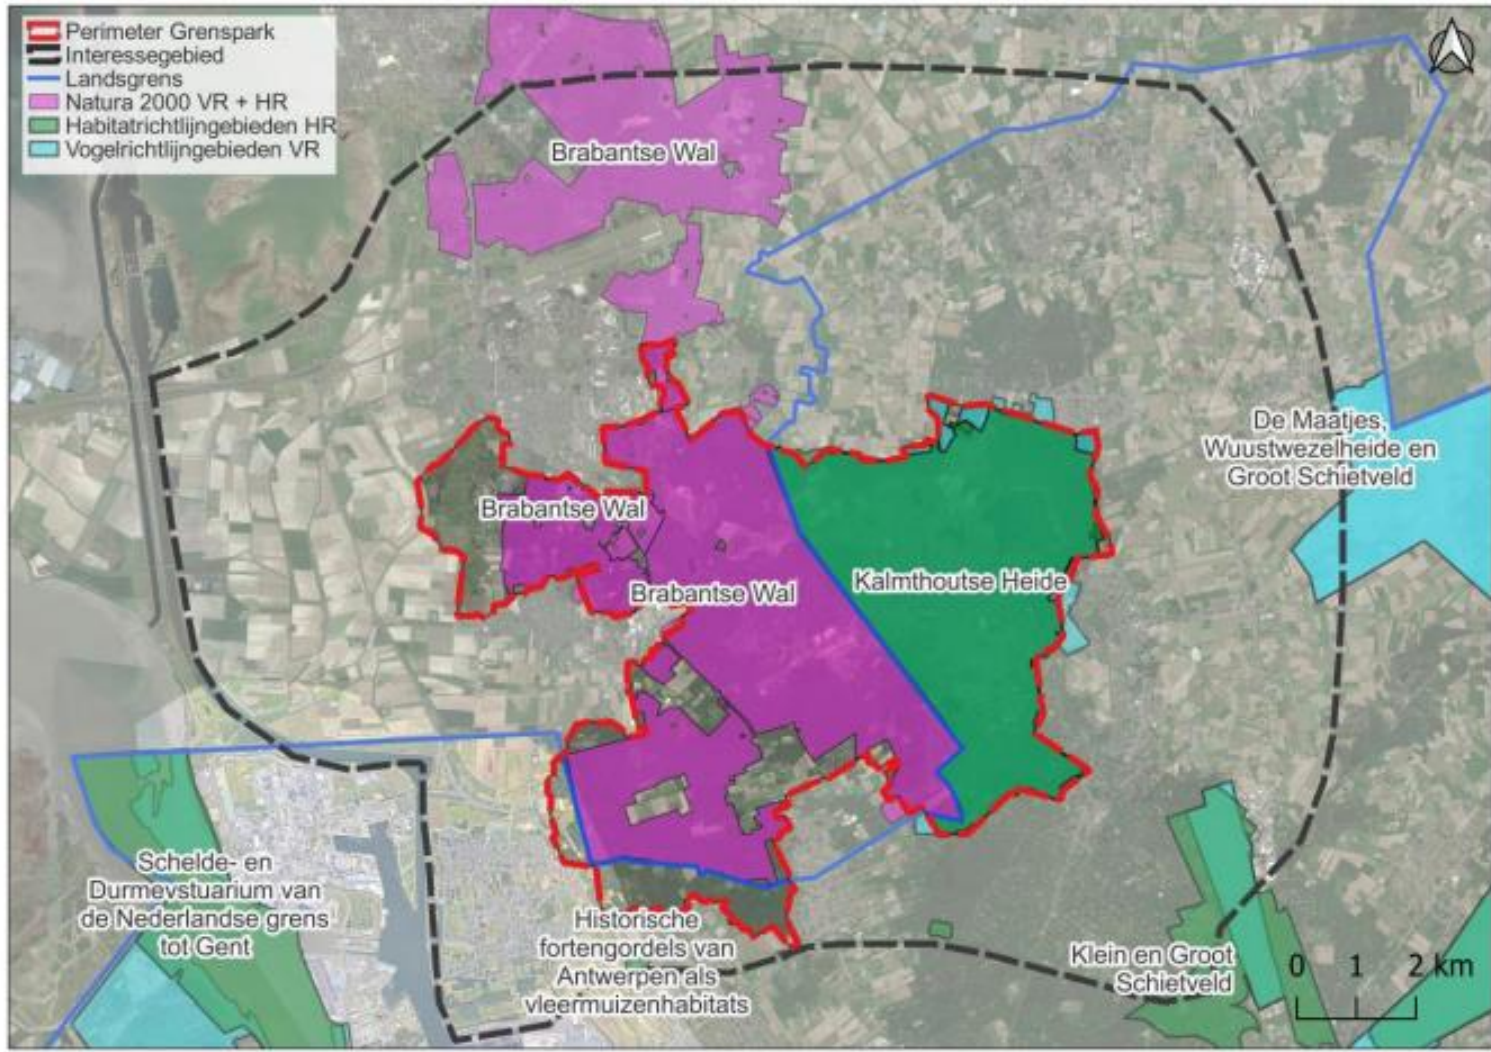 Perimeter Grenspark
Interessegebied
Landsgrens
Natura 2000 VR + HR
Habitatrichtlijngebieden HR
Vogelrichtlijngebieden VR
Brabantse Wal
De Maatjes,
Wuustwezelheide en
Groot Schietveld
Brabantse Wal
Kalmthoutse Heide
Brabantse Wal
Schelde- en
Durmevstuarium van
de Nederlandse grens
tot Gent
Historische
fortengordels van
Antwerpen als
vleermuizenhabitats
Klein en Groot
Schietveld
0 1 2 km